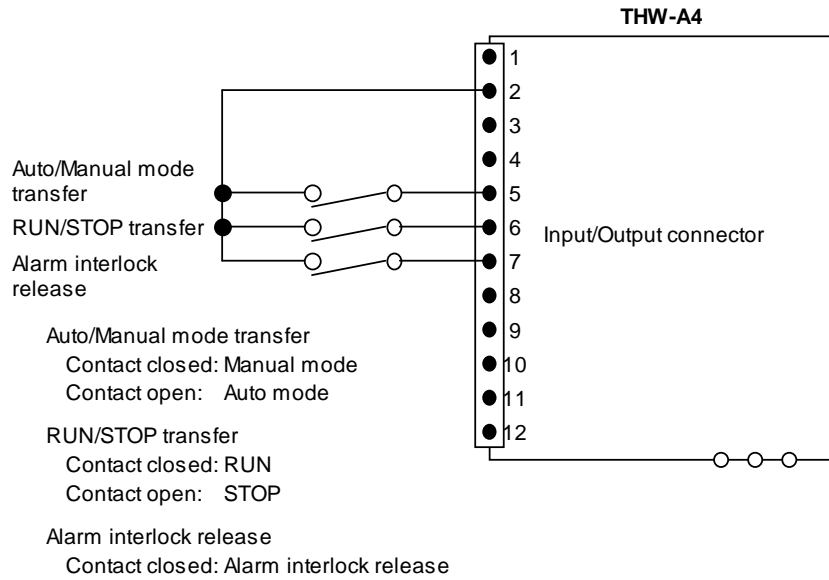 THW-A4
1
2
3
4
Auto/Manual mode
transfer
5
RUN/STOP transfer
6
Input/Output connector
Alarm interlock
release
7
8
9
10
11
12
Auto/Manual mode transfer
Contact closed: Manual mode
Contact open: Auto mode
RUN/STOP transfer
Contact closed: RUN
Contact open: STOP
Alarm interlock release
Contact closed: Alarm interlock release